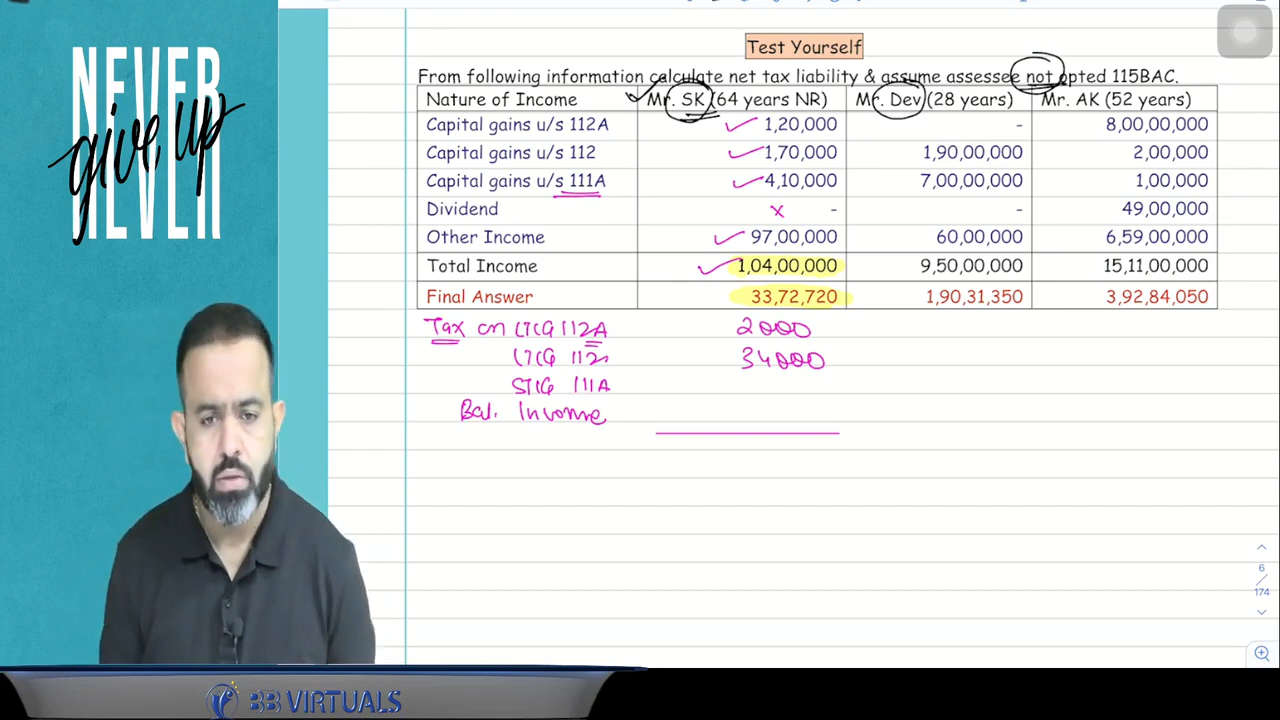 NEVER
give up
NEVER
Test Yourself
From following information calculate net tax liability & assume assessee not opted 115BAC.
Nature of Income Mr. SK (64 years NR) Mr. Dev (28 years) Mr. AK (52 years)
Capital gains u/s 112A 1,20,000 - 8,00,00,000
Capital gains u/s 112 1,70,000 1,90,00,000 2,00,000
Capital gains u/s 111A 4,10,000 7,00,00,000 1,00,000
Dividend x - - 49,00,000
Other Income 97,00,000 60,00,000 6,59,00,000
Total Income 1,04,00,000 9,50,00,000 15,11,00,000
Final Answer 33,72,720 1,90,31,350 3,92,84,050
Tax on LTCG 112A 2000
LTCG 112 34000
STCG 111A
Bal. Income
6
174
BB VIRTUALS